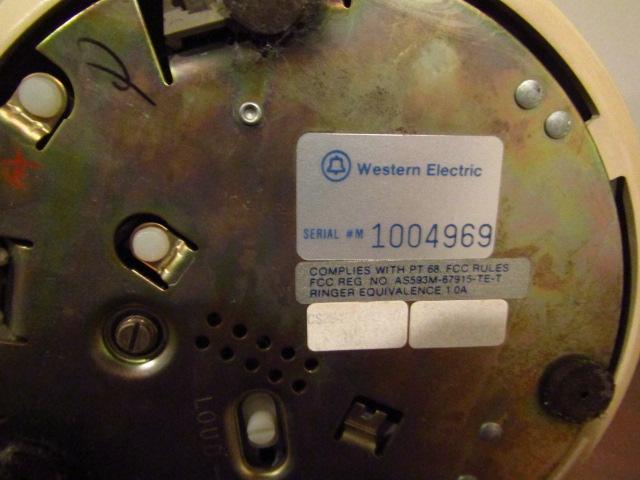 Western Electric
SERIAL #M 1004969
COMPLIES WITH PT 68, FCC RULES
FCC REG. NO. AS593M-67915-TE-T
RINGER EQUIVALENCE 1.0A
LOUD